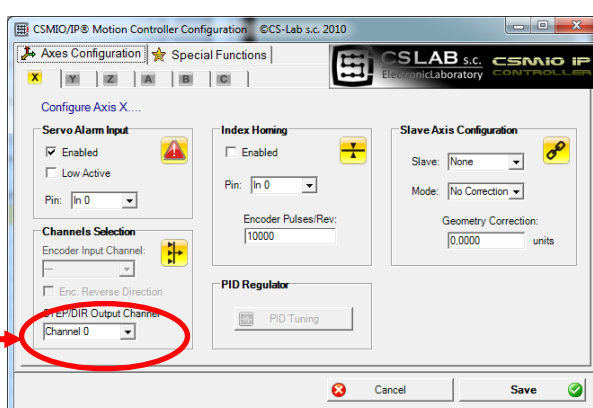 CSMIO/IP® Motion Controller Configuration ©CS-Lab s.c. 2010
Axes Configuration Special Functions
CSLAB s.c.
ElectronicLaboratory
CSMIO IP
CONTROLLER
X Y Z A B C
Configure Axis X....
Servo Alarm Input
Enabled
Low Active
Pin: In 0
Index Homing
Enabled
Pin: In 0
Encoder Pulses/Rev:
10000
Slave Axis Configuration
Slave: None
Mode: No Correction
Geometry Correction:
0.0000 units
Channels Selection
Encoder Input Channel:
---
Enc. Reverse Direction
STEP/DIR Output Channel
Channel 0
PID Regulator
PID Tuning
Cancel Save